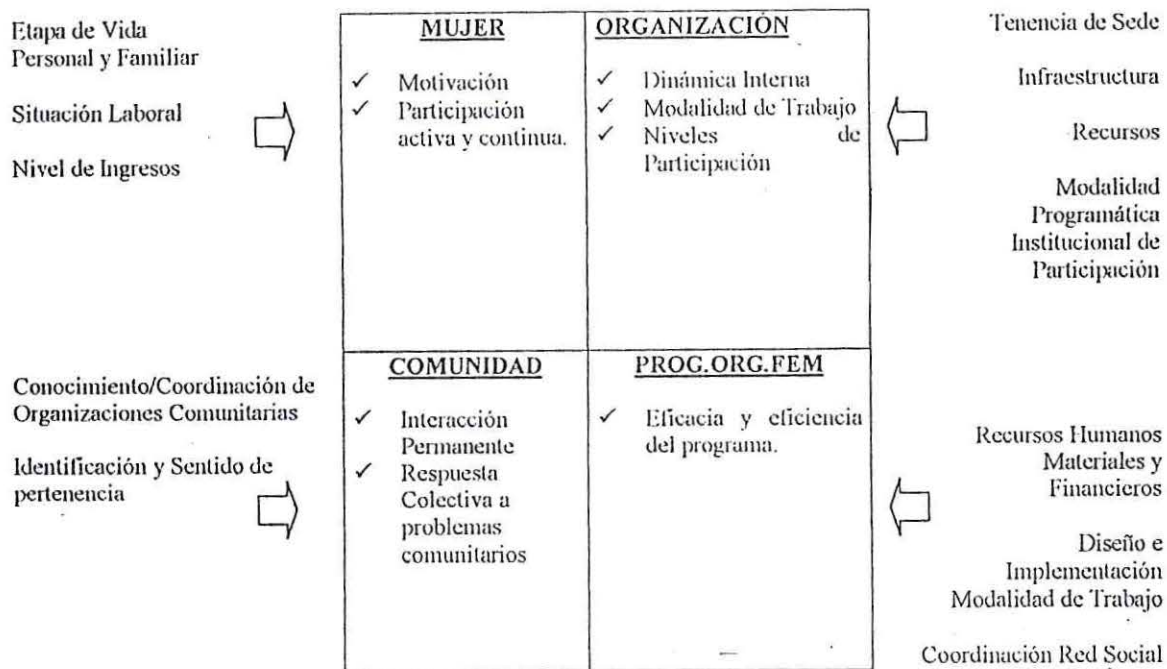 Etapa de Vida
Personal y Familiar
Situación Laboral
Nivel de Ingresos
MUJER
✓ Motivación
✓ Participación
activa y continua.
ORGANIZACIÓN
✓ Dinámica Interna
✓ Modalidad de Trabajo
✓ Niveles de
Participación
Tenencia de Sede
Infraestructura
Recursos
Modalidad
Programática
Institucional de
Participación
Conocimiento/Coordinación de
Organizaciones Comunitarias
Identificación y Sentido de
pertenencia
COMUNIDAD
✓ Interacción
Permanente
✓ Respuesta
Colectiva a
problemas
comunitarios
PROG.ORG.FEM
✓ Eficacia y eficiencia
del programa.
Recursos Humanos
Materiales y
Financieros
Diseño e
Implementación
Modalidad de Trabajo
Coordinación Red Social